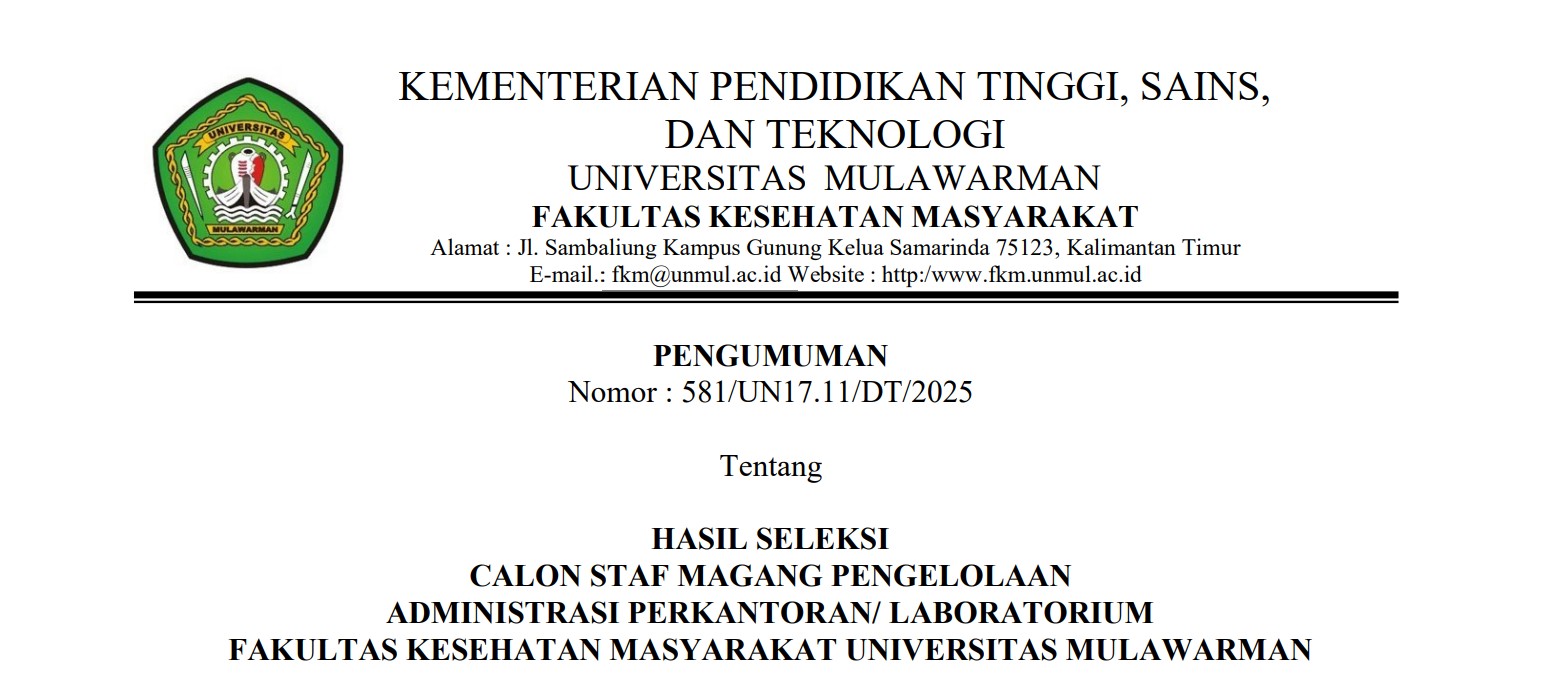 UNIVERSITAS
MULAWARMAN
KEMENTERIAN PENDIDIKAN TINGGI, SAINS,
DAN TEKNOLOGI
UNIVERSITAS MULAWARMAN
FAKULTAS KESEHATAN MASYARAKAT
Alamat : Jl. Sambaliung Kampus Gunung Kelua Samarinda 75123, Kalimantan Timur
E-mail.: fkm@unmul.ac.id Website : http:/www.fkm.unmul.ac.id
PENGUMUMAN
Nomor : 581/UN17.11/DT/2025
Tentang
HASIL SELEKSI
CALON STAF MAGANG PENGELOLAAN
ADMINISTRASI PERKANTORAN/ LABORATORIUM
FAKULTAS KESEHATAN MASYARAKAT UNIVERSITAS MULAWARMAN